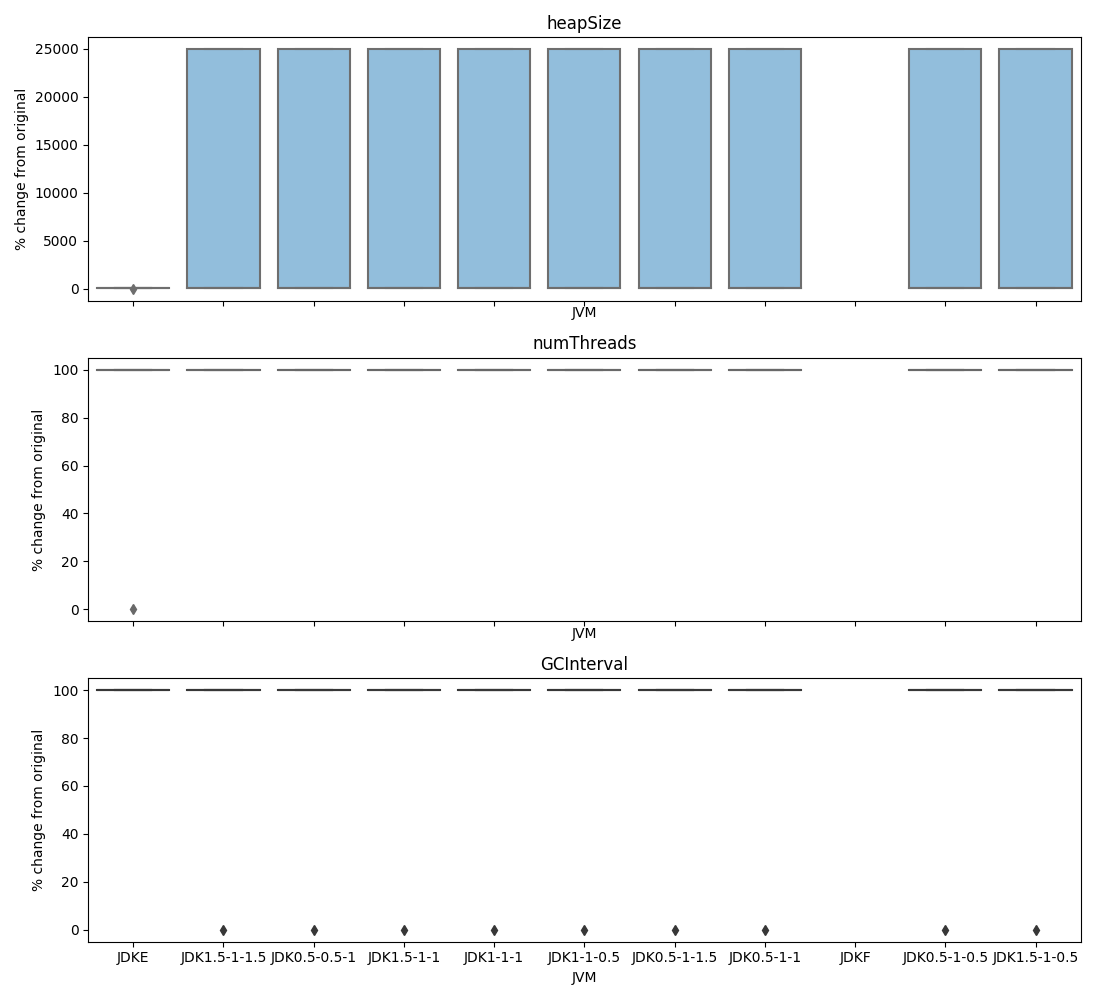 heapSize
25000
20000
15000
10000
5000
0
% change from original
JVM
numThreads
100
80
60
40
20
0
% change from original
JVM
GCInterval
100
80
60
40
20
0
% change from original
JDKE JDK1.5-1-1.5 JDK0.5-0.5-1 JDK1.5-1-1 JDK1-1-1 JDK1-1-0.5 JDK0.5-1-1.5 JDK0.5-1-1 JDKF JDK0.5-1-0.5 JDK1.5-1-0.5
JVM